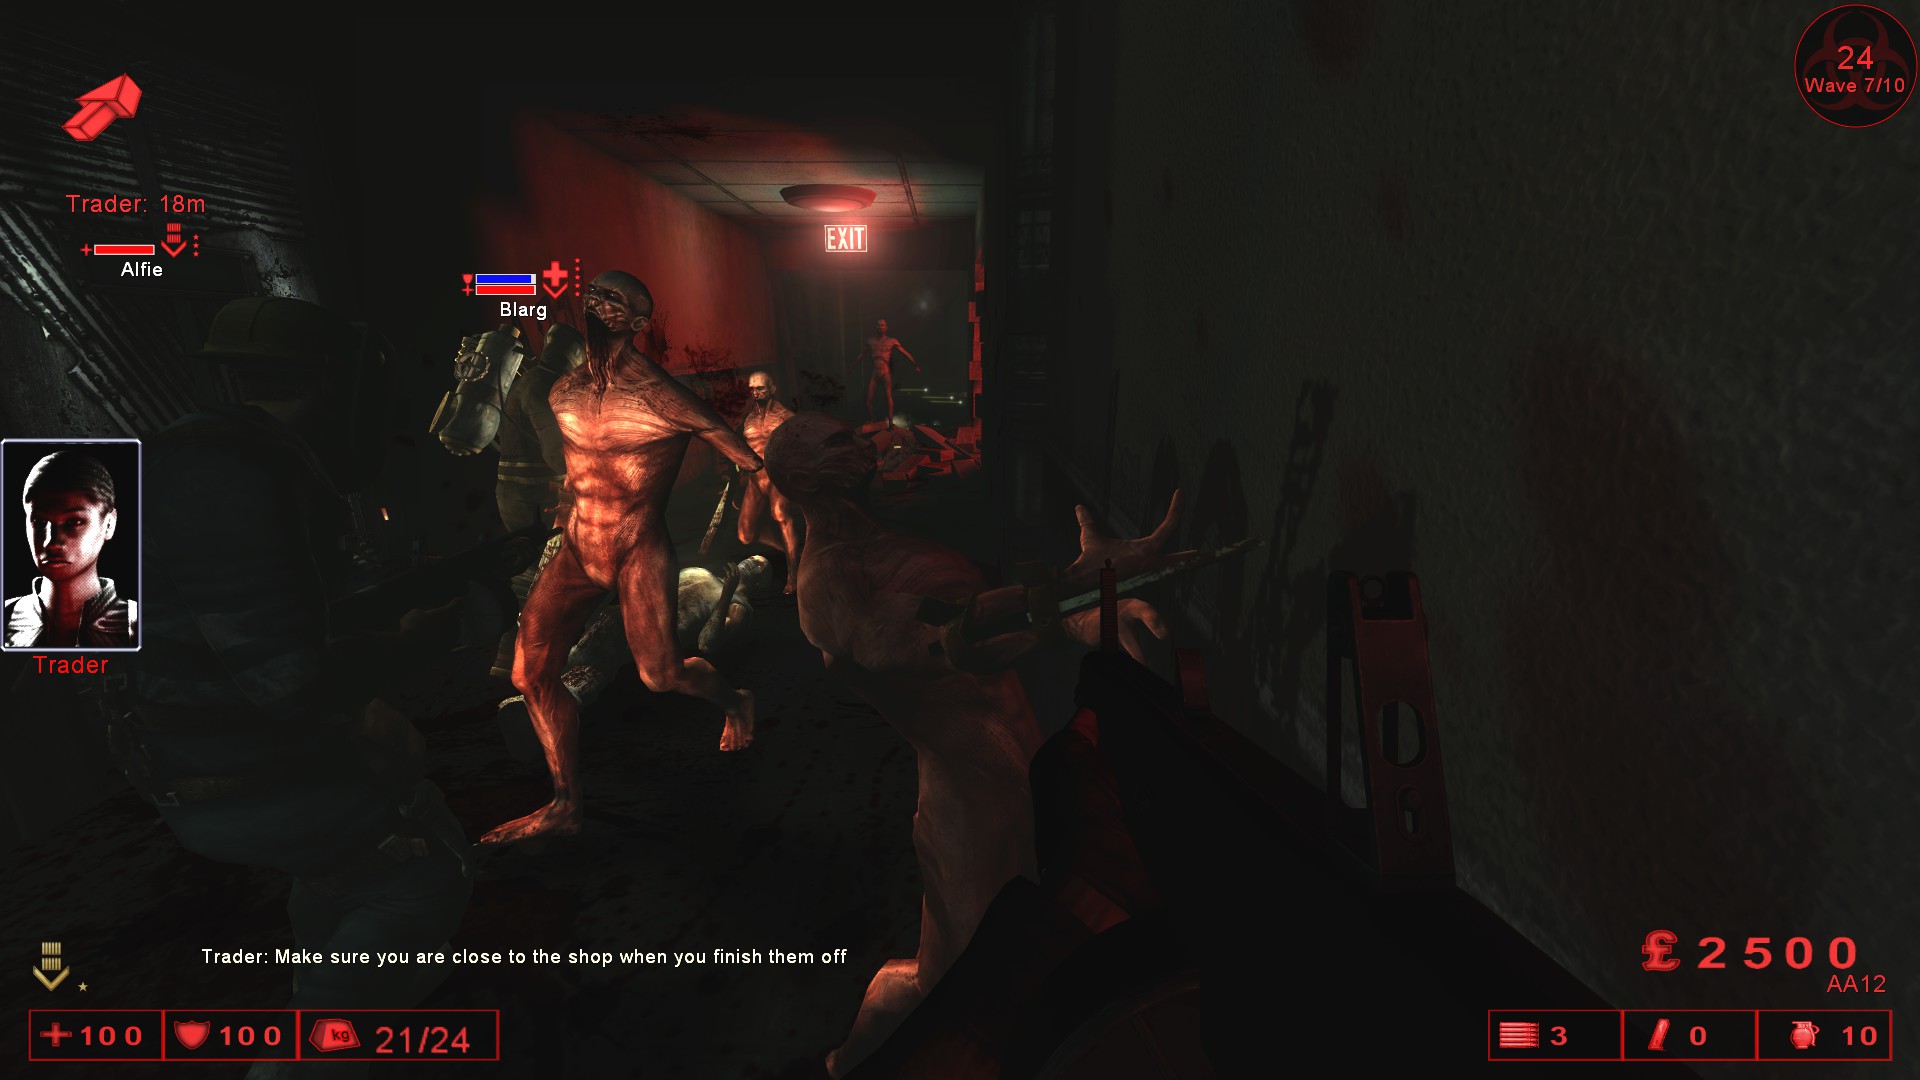 24
Wave 7/10
Trader: 18m
Alfie
EXIT
Blarg
Trader
Trader: Make sure you are close to the shop when you finish them off
£ 2500
AA12
100
100
kg
21/24
3
0
10